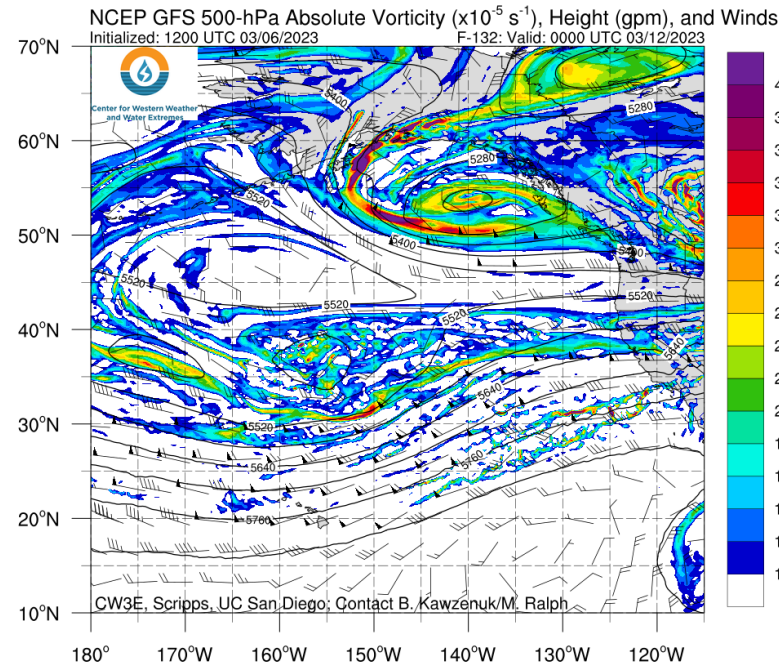 NCEP GFS 500-hPa Absolute Vorticity (x10-5 s-1), Height (gpm), and Winds
Initialized: 1200 UTC 03/06/2023
F-132: Valid: 0000 UTC 03/12/2023
Center for Western Weather
and Water Extremes
70°N
60°N
50°N
40°N
30°N
20°N
10°N
5400
5280
5280
5520
5400
5520
5520
5520
5520
5640
5640
5520
5640
5760
5760
CW3E, Scripps, UC San Diego; Contact B. Kawzenuk/M. Ralph
180°
170°W
160°W
150°W
140°W
130°W
120°W